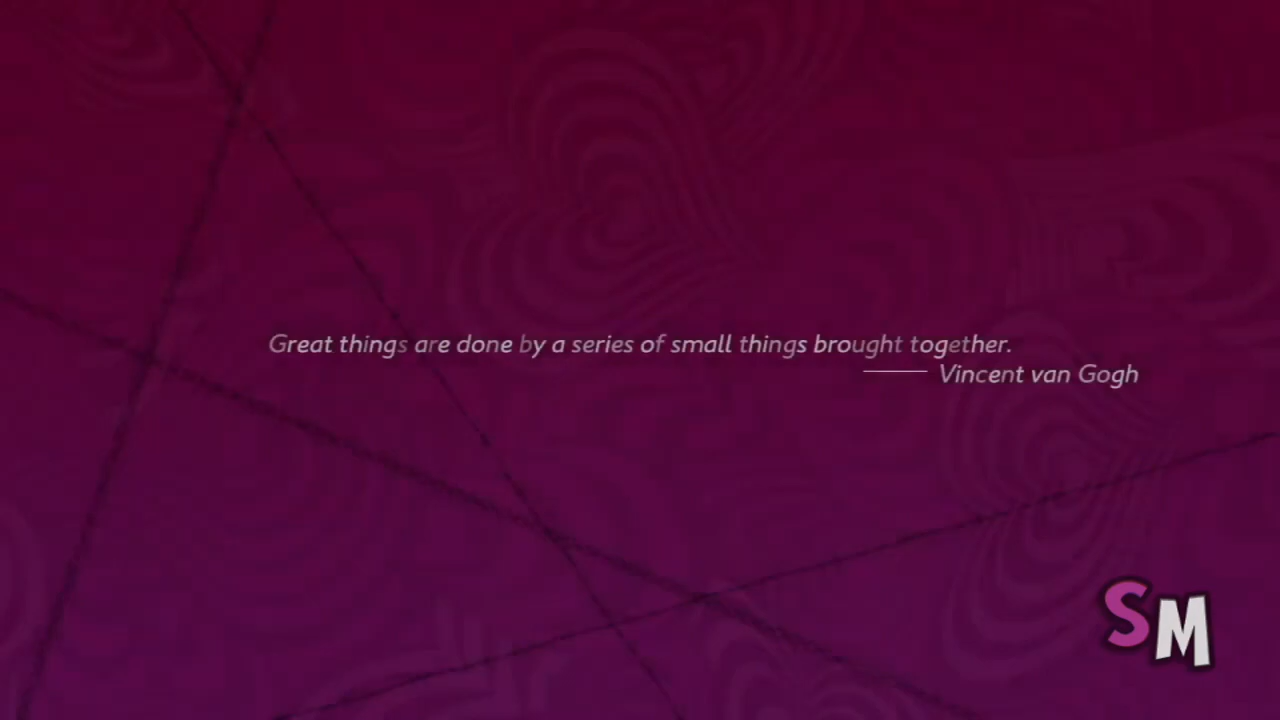 Great things are done by a series of small things brought together.
—— Vincent van Gogh
SM